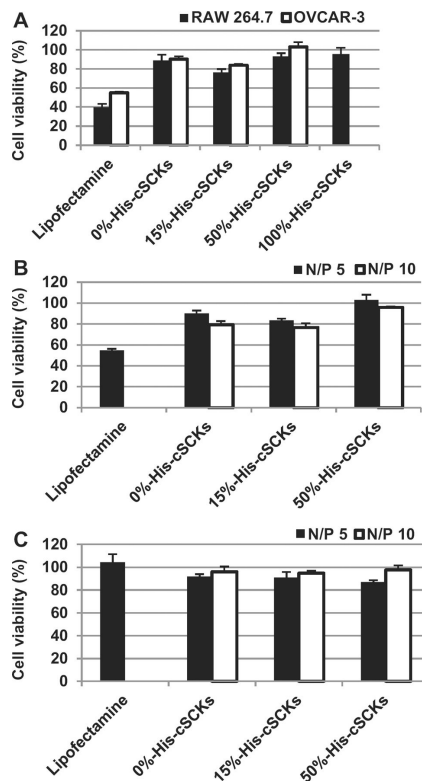 A
RAW 264.7 OVCAR-3
Cell viability (%)
120
100
80
60
40
20
0
Lipofectamine
0%-His-cSCKs
15%-His-cSCKs
50%-His-cSCKs
100%-His-cSCKs
B
N/P 5 N/P 10
Cell viability (%)
120
100
80
60
40
20
0
Lipofectamine
0%-His-cSCKs
15%-His-cSCKs
50%-His-cSCKs
C
N/P 5 N/P 10
Cell viability (%)
120
100
80
60
40
20
0
Lipofectamine
0%-His-cSCKs
15%-His-cSCKs
50%-His-cSCKs